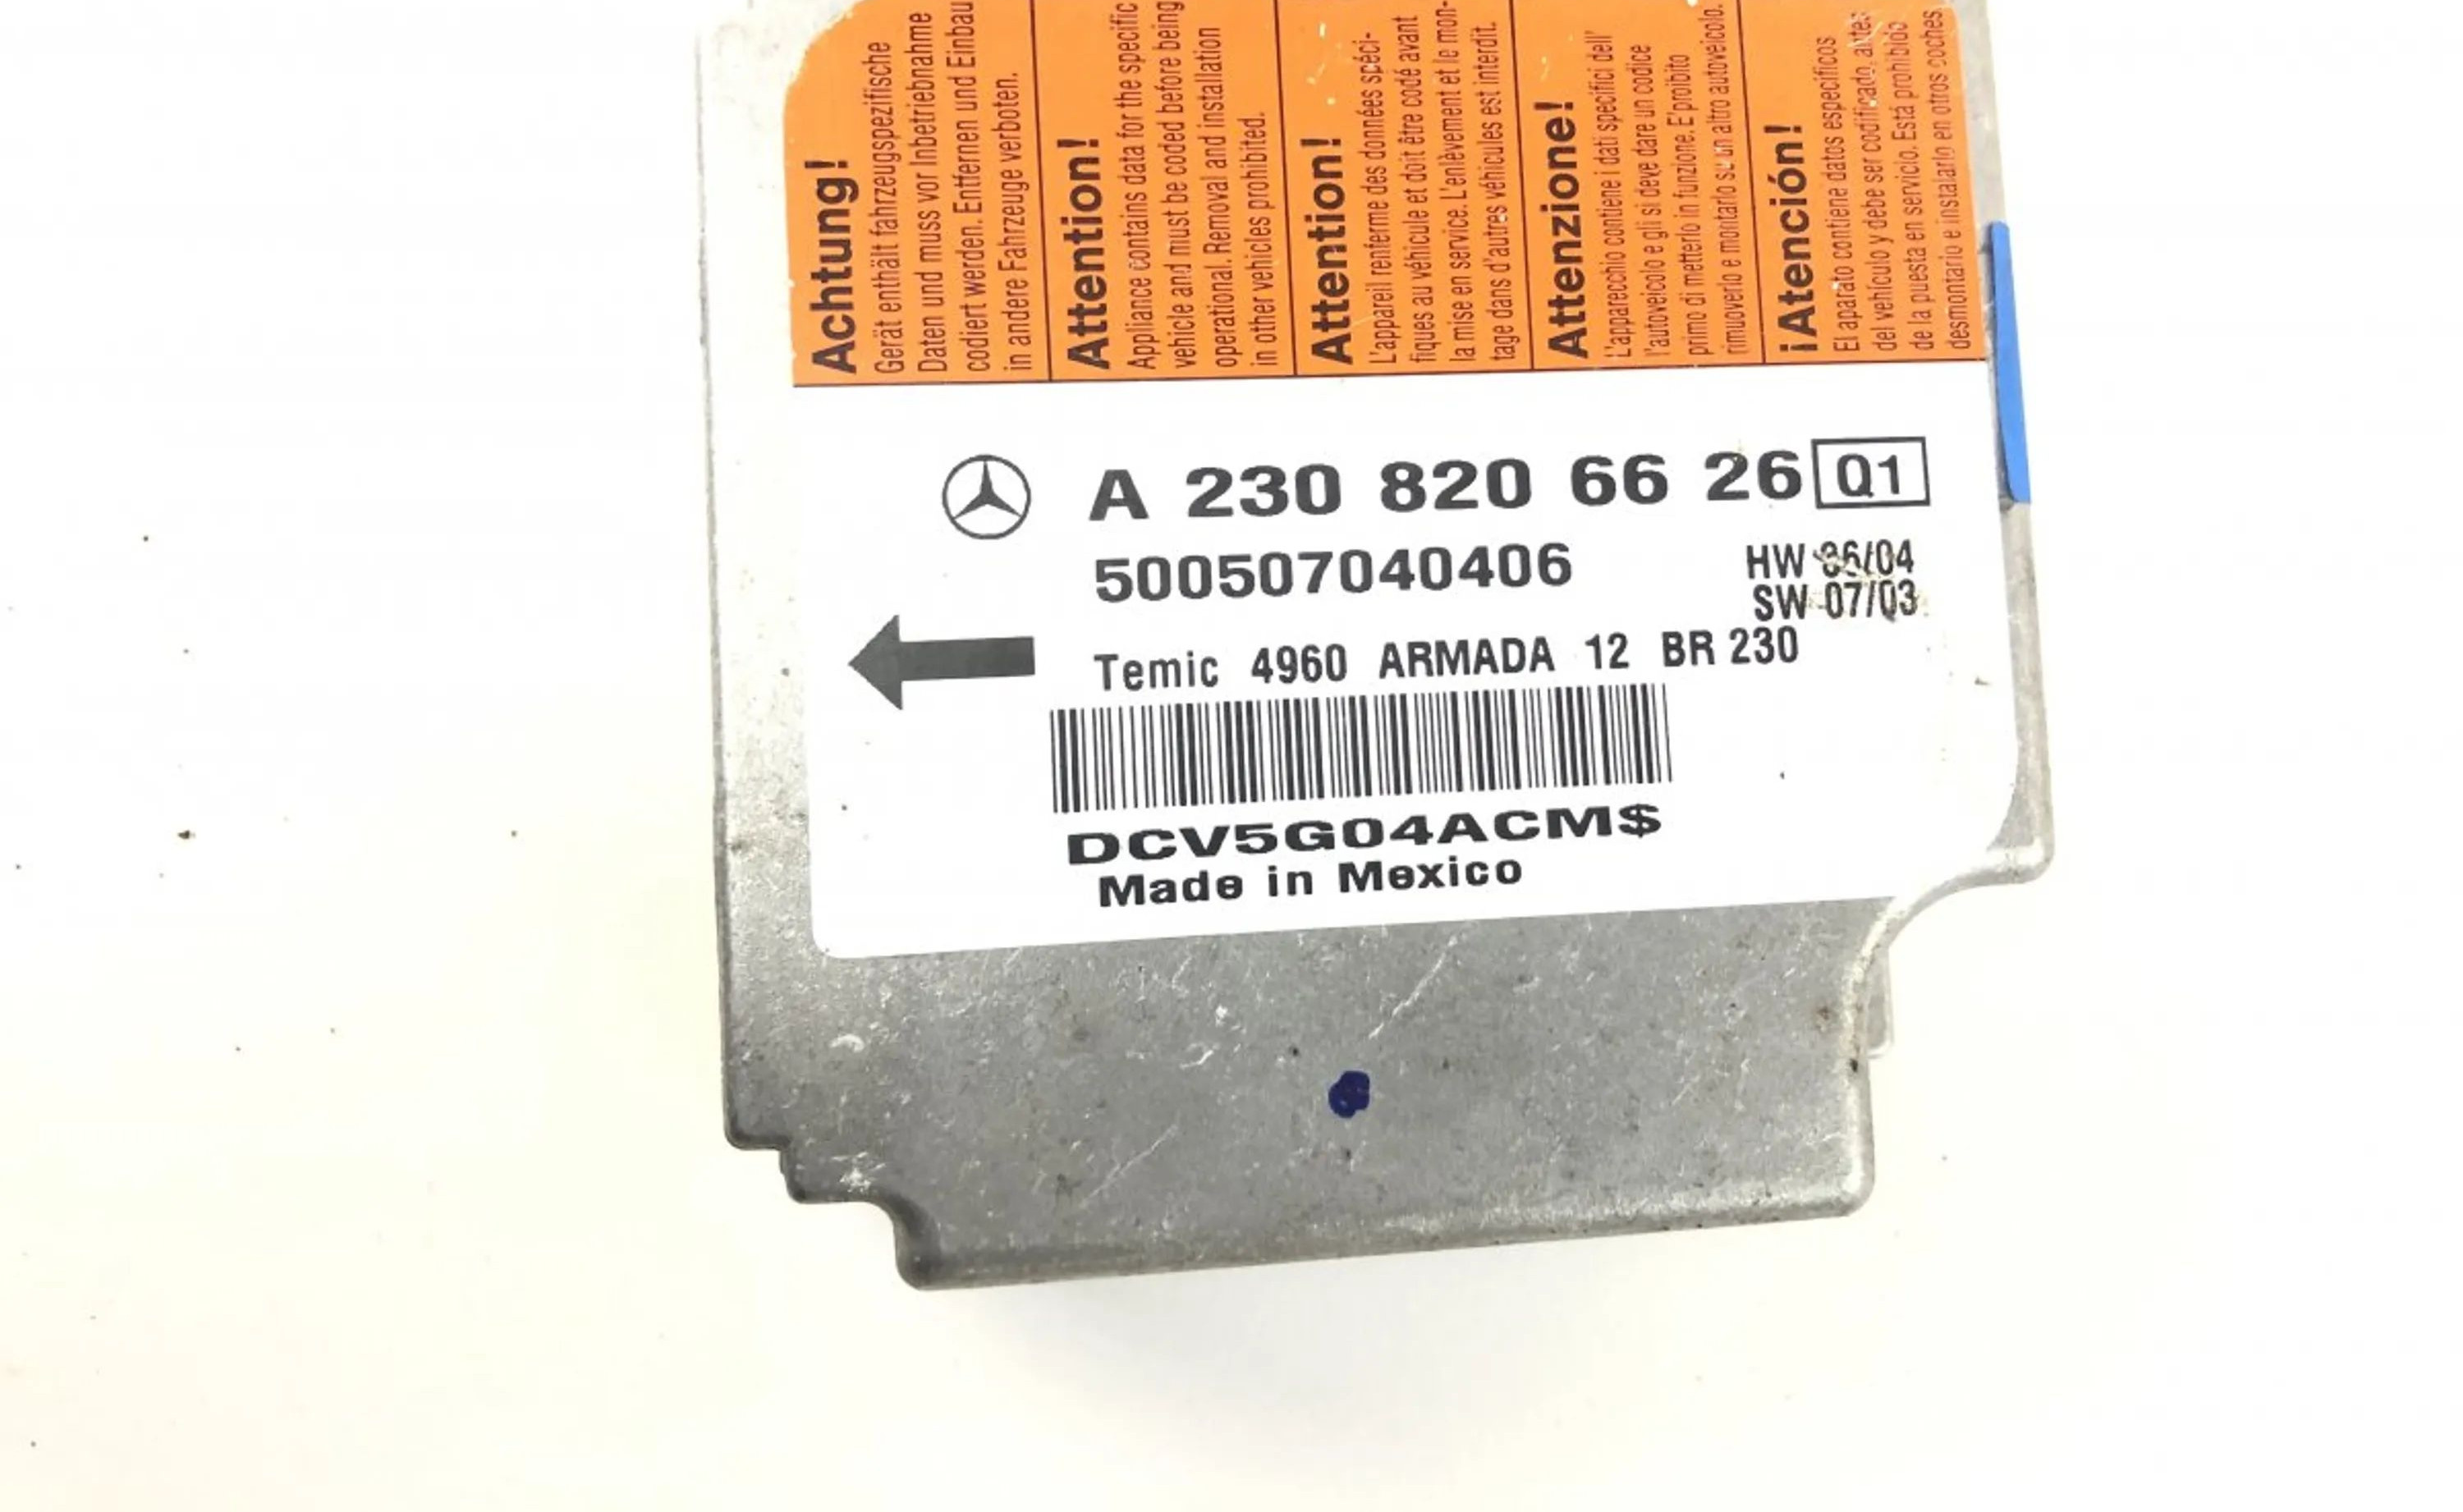 Achtung!
Gerät enthält fahrzeugspezifische
Daten und muss vor Inbetriebnahme
codiert werden. Entfernen und Einbau
in andere Fahrzeuge verboten.
Attention!
Appliance contains data for the specific
vehicle and must be coded before being
operational. Removal and installation
in other vehicles prohibited.
Attention!
L'appareil renferme des données spéci-
fiques au véhicule et doit être codé avant
la mise en service. L'enlèvement et le mon-
tage dans d'autres véhicules est interdit.
Attenzione!
L'apparecchio contiene i dati specifici dell'
l'autoveicolo e gli si deve dare un codice
primo di metterlo in funzione. E'proibito
rimuoverlo e montarlo su un altro autoveicolo.
¡Atención!
El aparato contiene datos específicos
del vehículo y debe ser codificado, antes
de la puesta en servicio. Está prohibido
desmontarlo e instalarlo en otros coches.
A 230 820 66 26 Q1
500507040406
HW 06/04
SW 07/03
Temic 4960 ARMADA 12 BR 230
DCV5G04ACM$
Made in Mexico